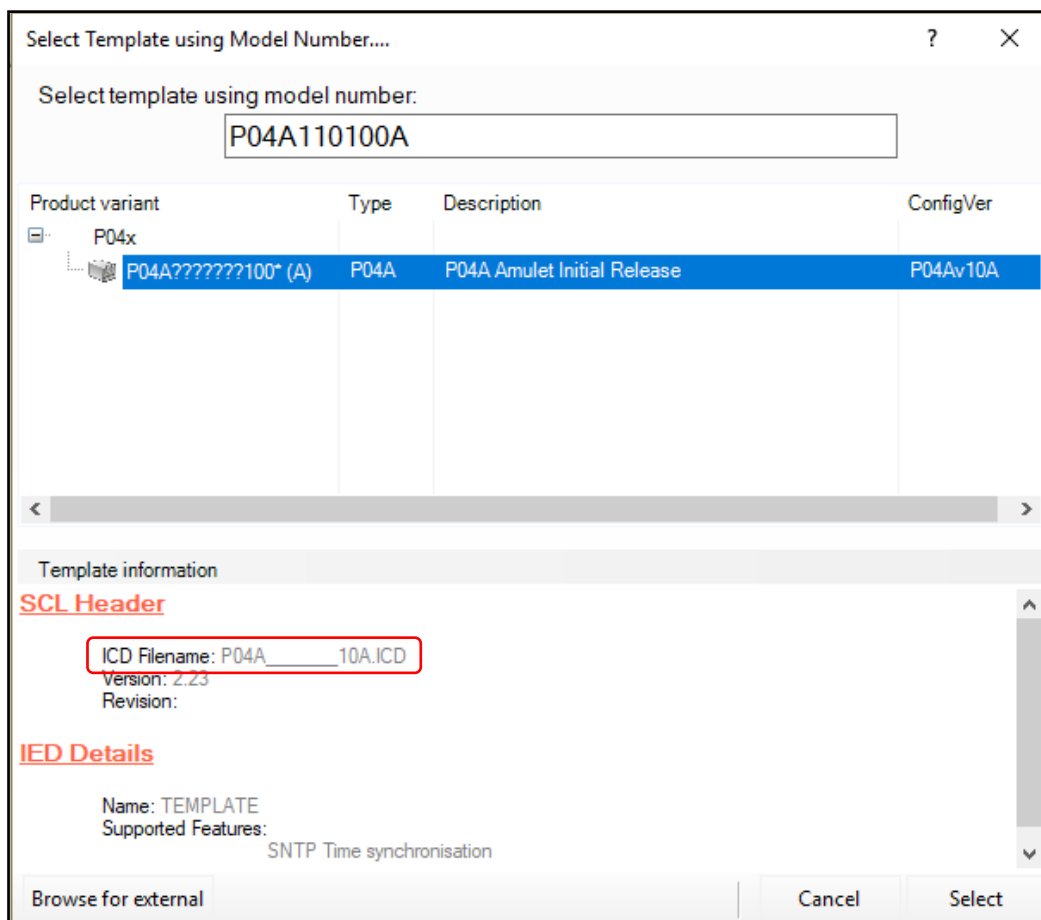 Select Template using Model Number....
?
Select template using model number:
P04A110100A
Product variant Type Description ConfigVer
P04x
P04A???????100* (A) P04A P04A Amulet Initial Release P04Av10A
Template information
SCL Header
ICD Filename: P04A_______10A.ICD
Version: 2.23
Revision:
IED Details
Name: TEMPLATE
Supported Features:
SNTP Time synchronisation
Browse for external Cancel Select